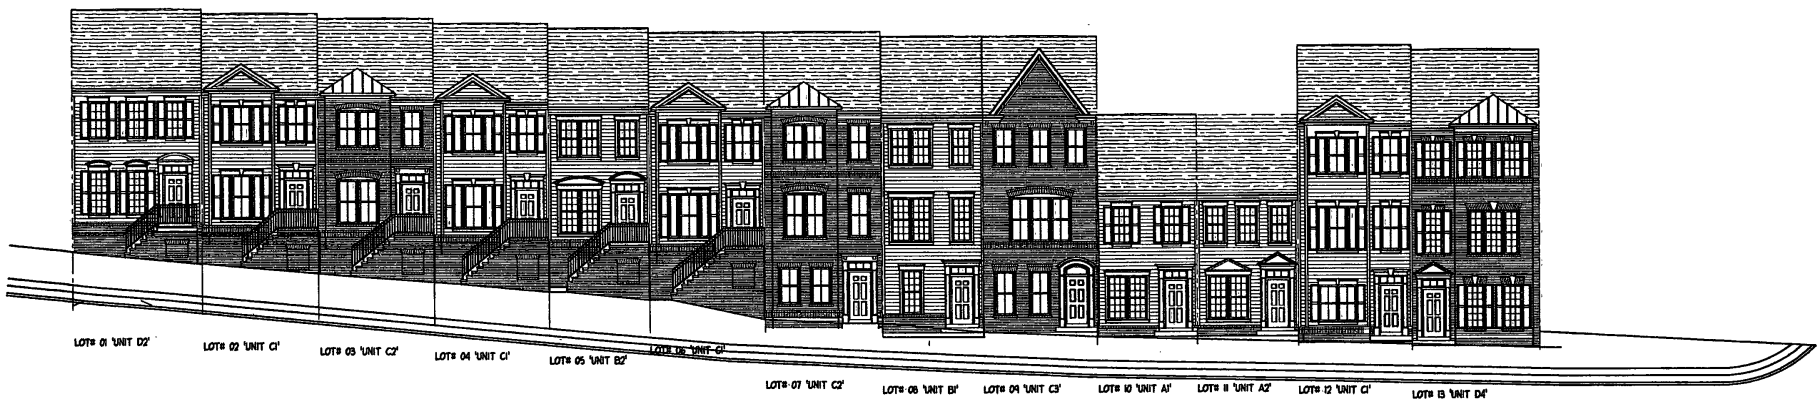 LOT# 01 'UNIT D2'
LOT# 02 'UNIT C1'
LOT# 03 'UNIT C2'
LOT# 04 'UNIT C1'
LOT# 05 'UNIT B2'
LOT# 06 'UNIT C1'
LOT# 07 'UNIT C2'
LOT# 08 'UNIT B1'
LOT# 09 'UNIT C3'
LOT# 10 'UNIT A1'
LOT# 11 'UNIT A2'
LOT# 12 'UNIT C1'
LOT# 13 'UNIT D4'